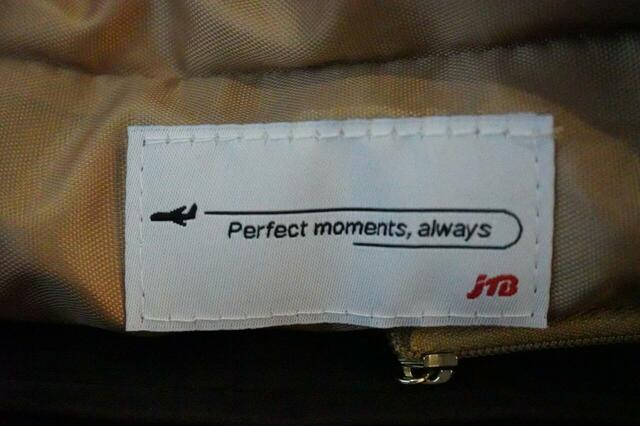 Perfect moments, always
JTB